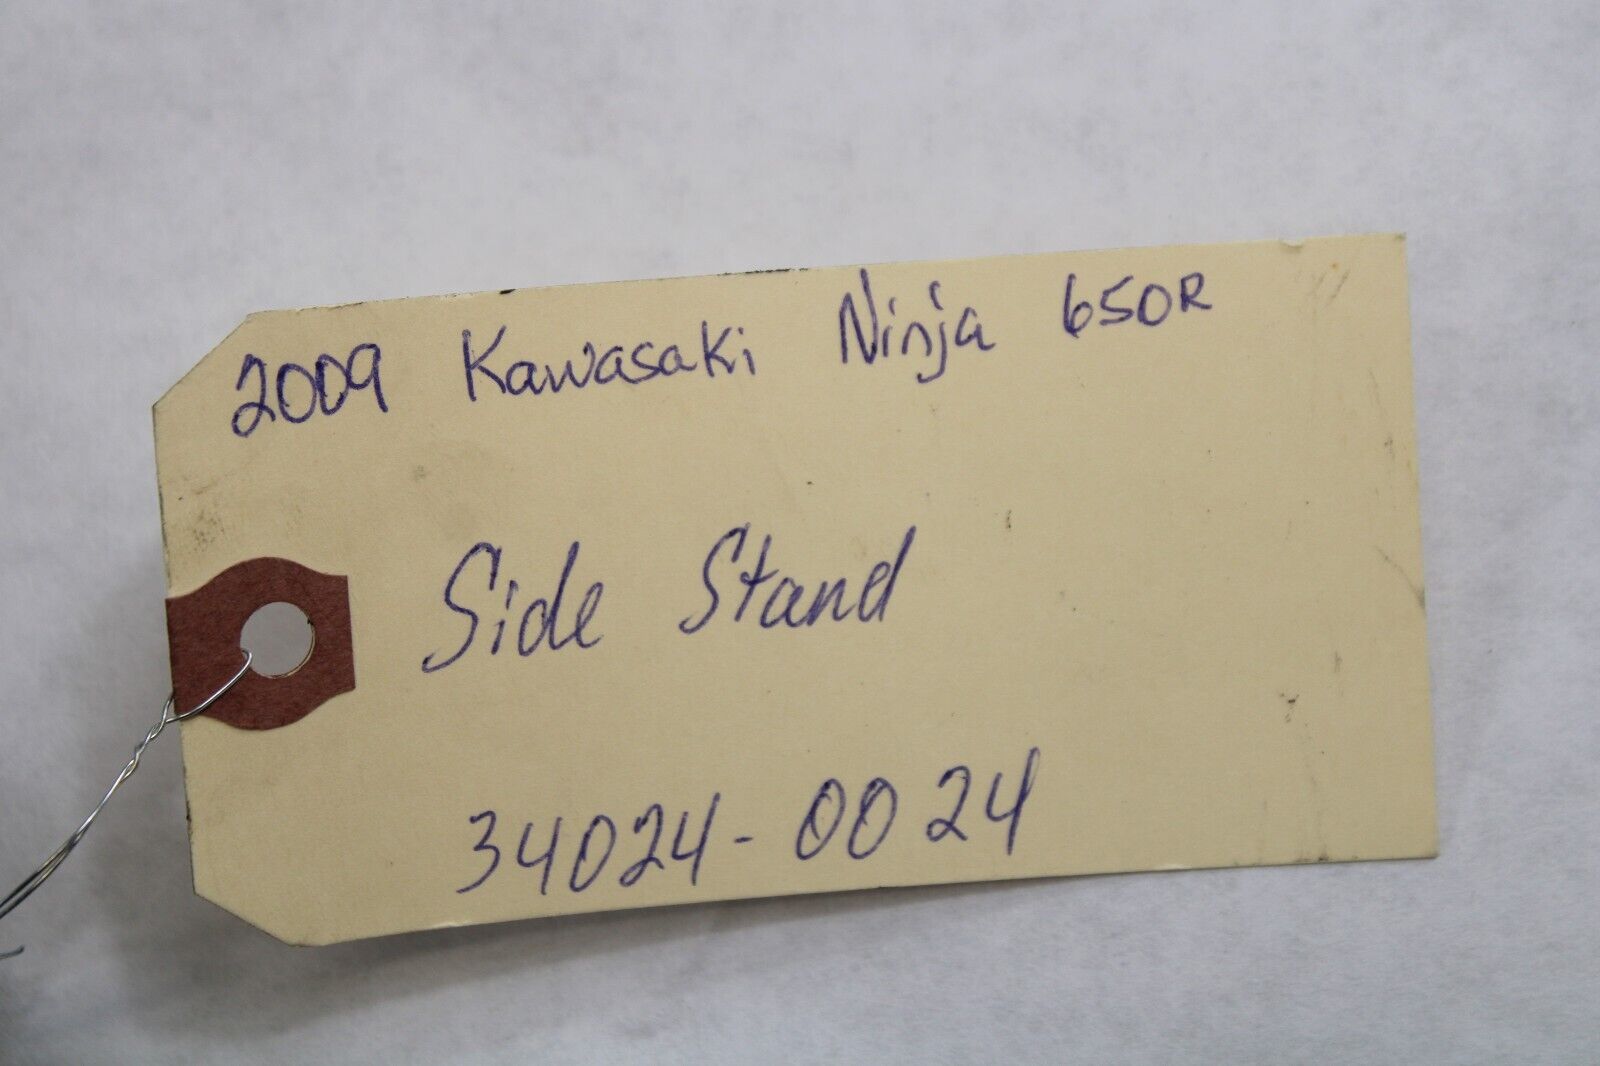 2009 Kawasaki Ninja 650R
Side Stand
34024-0024